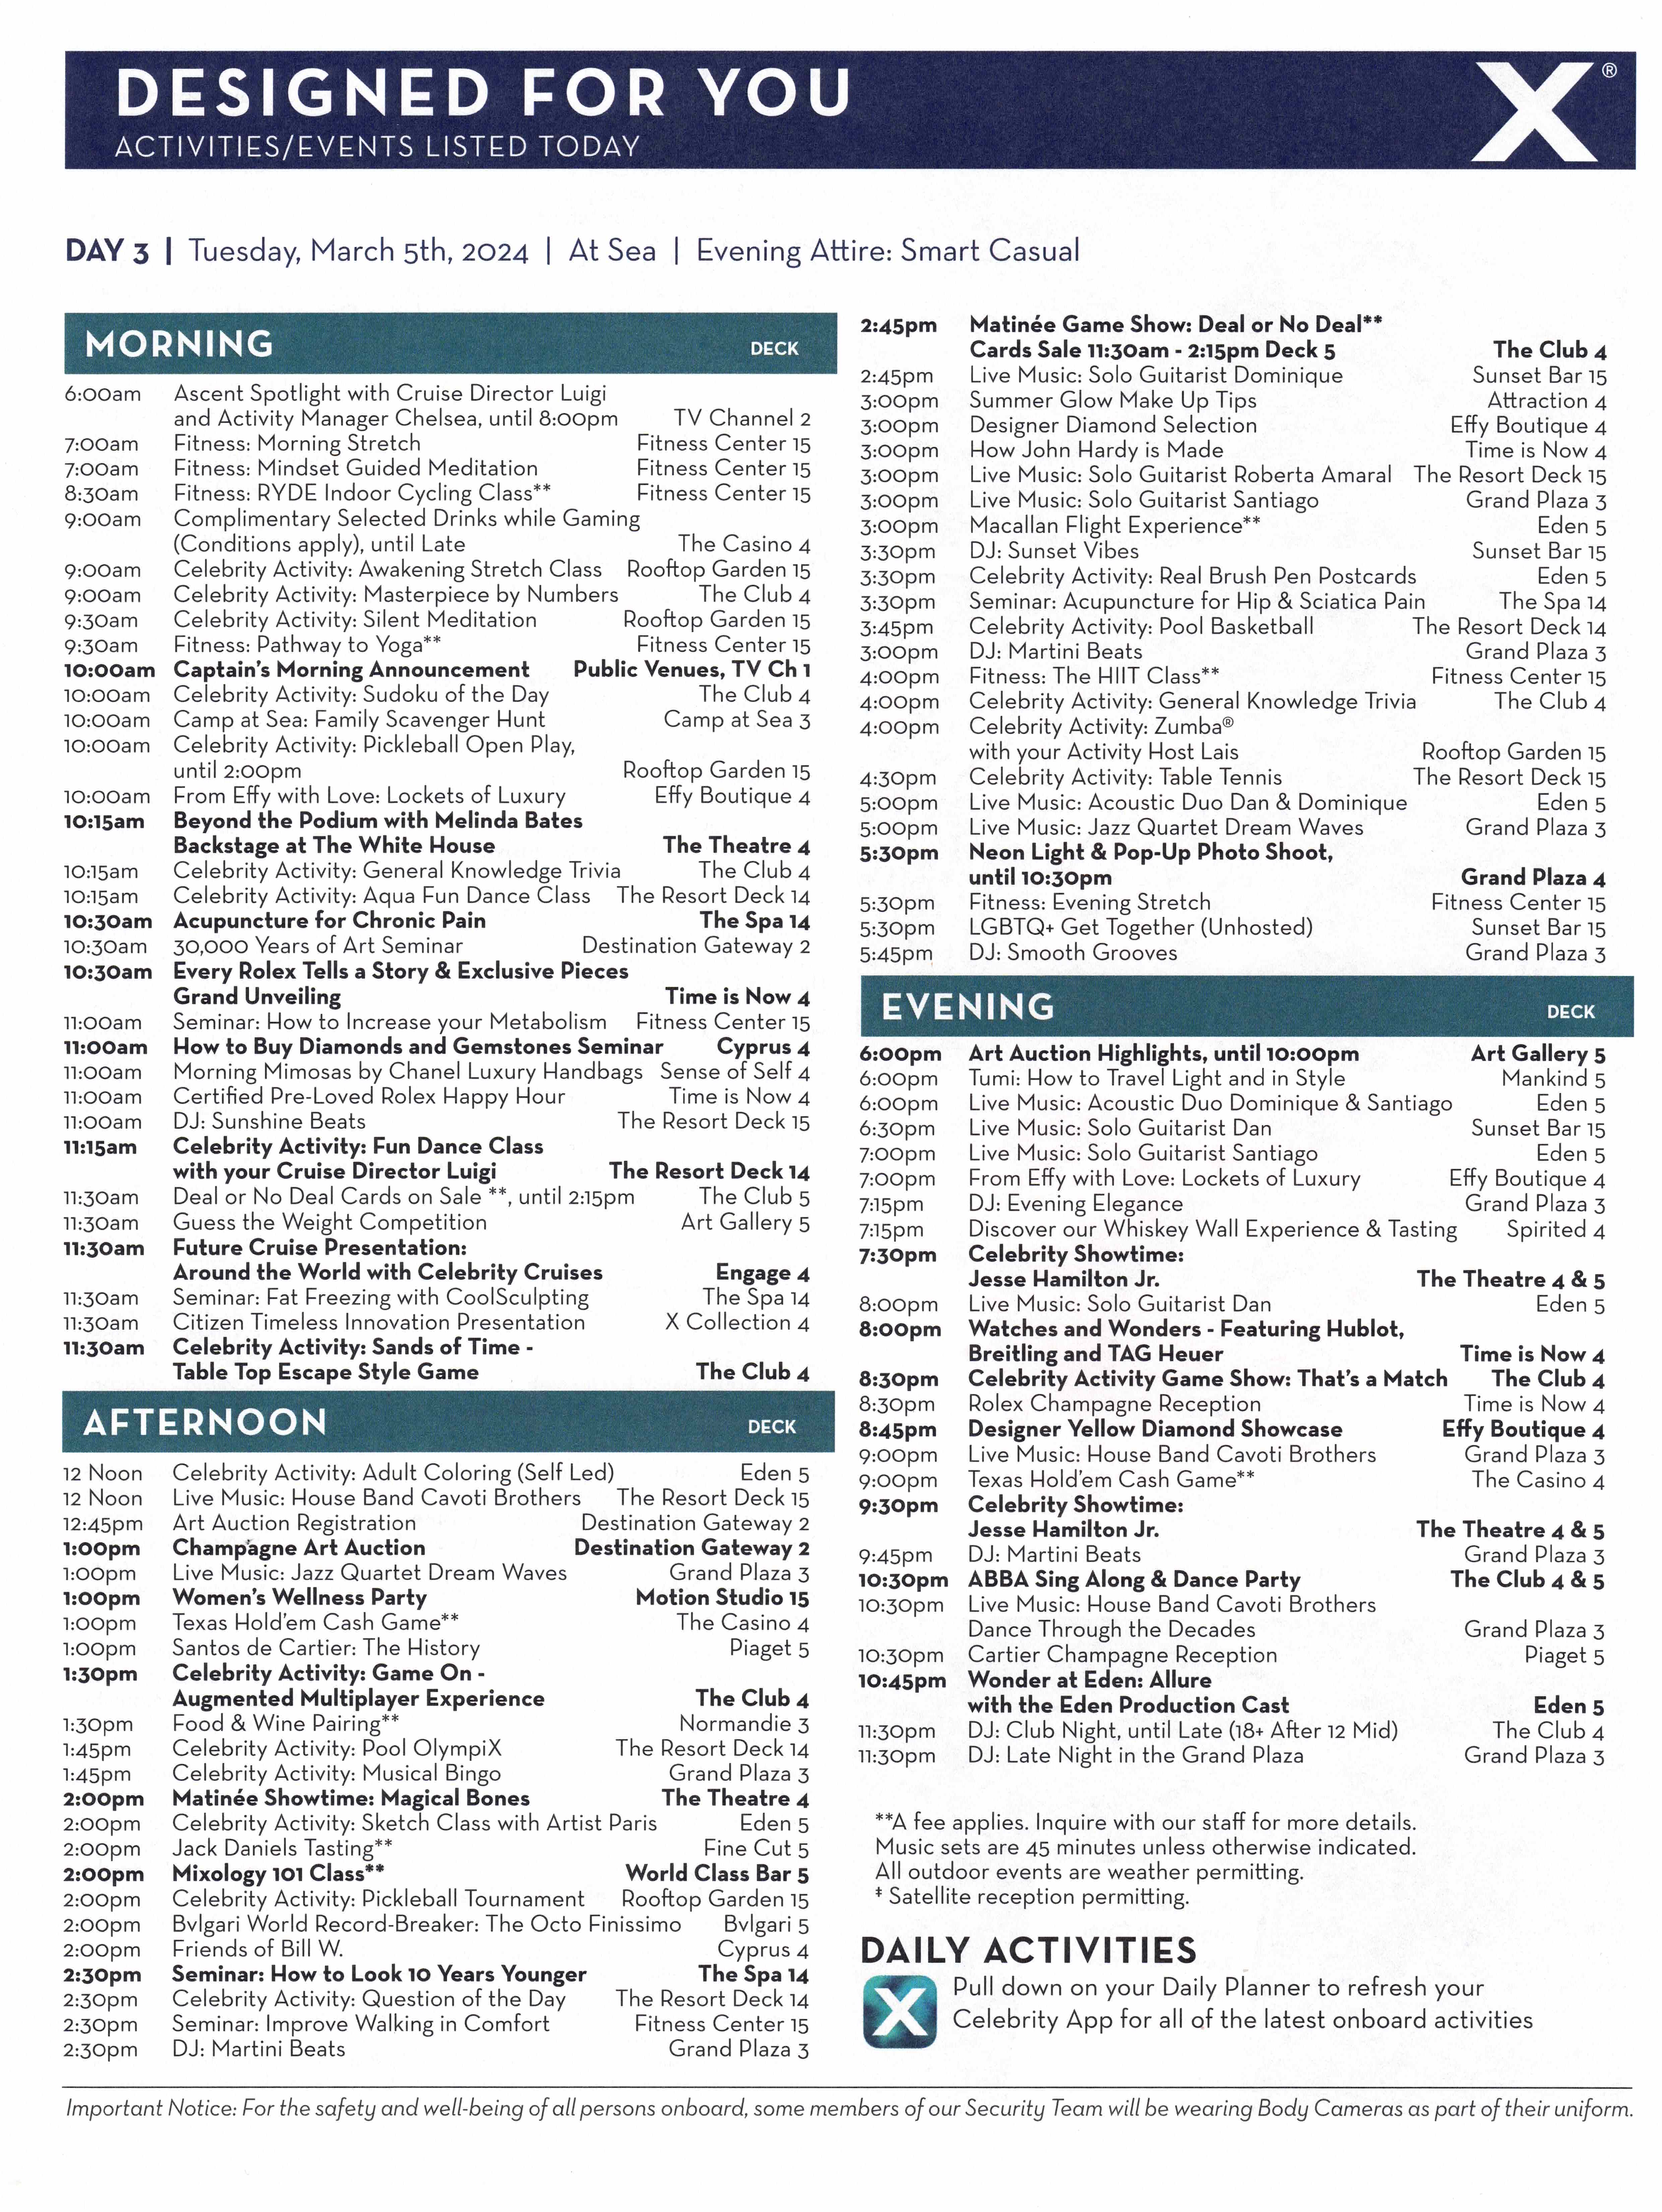 DESIGNED FOR YOU
ACTIVITIES/EVENTS LISTED TODAY
X®
DAY 3 | Tuesday, March 5th, 2024 | At Sea | Evening Attire: Smart Casual
MORNING DECK
6:00am Ascent Spotlight with Cruise Director Luigi
and Activity Manager Chelsea, until 8:00pm TV Channel 2
7:00am Fitness: Morning Stretch Fitness Center 15
7:00am Fitness: Mindset Guided Meditation Fitness Center 15
8:30am Fitness: RYDE Indoor Cycling Class** Fitness Center 15
9:00am Complimentary Selected Drinks while Gaming
(Conditions apply), until Late The Casino 4
9:00am Celebrity Activity: Awakening Stretch Class Rooftop Garden 15
9:00am Celebrity Activity: Masterpiece by Numbers The Club 4
9:30am Celebrity Activity: Silent Meditation Rooftop Garden 15
9:30am Fitness: Pathway to Yoga** Fitness Center 15
10:00am Captain's Morning Announcement Public Venues, TV Ch 1
10:00am Celebrity Activity: Sudoku of the Day The Club 4
10:00am Camp at Sea: Family Scavenger Hunt Camp at Sea 3
10:00am Celebrity Activity: Pickleball Open Play,
until 2:00pm Rooftop Garden 15
10:00am From Effy with Love: Lockets of Luxury Effy Boutique 4
10:15am Beyond the Podium with Melinda Bates
Backstage at The White House The Theatre 4
10:15am Celebrity Activity: General Knowledge Trivia The Club 4
10:15am Celebrity Activity: Aqua Fun Dance Class The Resort Deck 14
10:30am Acupuncture for Chronic Pain The Spa 14
10:30am 30,000 Years of Art Seminar Destination Gateway 2
10:30am Every Rolex Tells a Story & Exclusive Pieces
Grand Unveiling Time is Now 4
11:00am Seminar: How to Increase your Metabolism Fitness Center 15
11:00am How to Buy Diamonds and Gemstones Seminar Cyprus 4
11:00am Morning Mimosas by Chanel Luxury Handbags Sense of Self 4
11:00am Certified Pre-Loved Rolex Happy Hour Time is Now 4
11:00am DJ: Sunshine Beats The Resort Deck 15
11:15am Celebrity Activity: Fun Dance Class
with your Cruise Director Luigi The Resort Deck 14
11:30am Deal or No Deal Cards on Sale **, until 2:15pm The Club 5
11:30am Guess the Weight Competition Art Gallery 5
11:30am Future Cruise Presentation:
Around the World with Celebrity Cruises Engage 4
11:30am Seminar: Fat Freezing with CoolSculpting The Spa 14
11:30am Citizen Timeless Innovation Presentation X Collection 4
11:30am Celebrity Activity: Sands of Time -
Table Top Escape Style Game The Club 4
AFTERNOON DECK
12 Noon Celebrity Activity: Adult Coloring (Self Led) Eden 5
12 Noon Live Music: House Band Cavoti Brothers The Resort Deck 15
12:45pm Art Auction Registration Destination Gateway 2
1:00pm Champagne Art Auction Destination Gateway 2
1:00pm Live Music: Jazz Quartet Dream Waves Grand Plaza 3
1:00pm Women's Wellness Party Motion Studio 15
1:00pm Texas Hold'em Cash Game** The Casino 4
1:00pm Santos de Cartier: The History Piaget 5
1:30pm Celebrity Activity: Game On -
Augmented Multiplayer Experience The Club 4
1:30pm Food & Wine Pairing** Normandie 3
1:45pm Celebrity Activity: Pool OlympiX The Resort Deck 14
1:45pm Celebrity Activity: Musical Bingo Grand Plaza 3
2:00pm Matinée Showtime: Magical Bones The Theatre 4
2:00pm Celebrity Activity: Sketch Class with Artist Paris Eden 5
2:00pm Jack Daniels Tasting** Fine Cut 5
2:00pm Mixology 101 Class** World Class Bar 5
2:00pm Celebrity Activity: Pickleball Tournament Rooftop Garden 15
2:00pm Bvlgari World Record-Breaker: The Octo Finissimo Bvlgari 5
2:00pm Friends of Bill W. Cyprus 4
2:30pm Seminar: How to Look 10 Years Younger The Spa 14
2:30pm Celebrity Activity: Question of the Day The Resort Deck 14
2:30pm Seminar: Improve Walking in Comfort Fitness Center 15
2:30pm DJ: Martini Beats Grand Plaza 3
2:45pm Matinée Game Show: Deal or No Deal**
Cards Sale 11:30am - 2:15pm Deck 5 The Club 4
2:45pm Live Music: Solo Guitarist Dominique Sunset Bar 15
3:00pm Summer Glow Make Up Tips Attraction 4
3:00pm Designer Diamond Selection Effy Boutique 4
3:00pm How John Hardy is Made Time is Now 4
3:00pm Live Music: Solo Guitarist Roberta Amaral The Resort Deck 15
3:00pm Live Music: Solo Guitarist Santiago Grand Plaza 3
3:00pm Macallan Flight Experience** Eden 5
3:30pm DJ: Sunset Vibes Sunset Bar 15
3:30pm Celebrity Activity: Real Brush Pen Postcards Eden 5
3:30pm Seminar: Acupuncture for Hip & Sciatica Pain The Spa 14
3:45pm Celebrity Activity: Pool Basketball The Resort Deck 14
3:00pm DJ: Martini Beats Grand Plaza 3
4:00pm Fitness: The HIIT Class** Fitness Center 15
4:00pm Celebrity Activity: General Knowledge Trivia The Club 4
4:00pm Celebrity Activity: Zumba®
with your Activity Host Lais Rooftop Garden 15
4:30pm Celebrity Activity: Table Tennis The Resort Deck 15
5:00pm Live Music: Acoustic Duo Dan & Dominique Eden 5
5:00pm Live Music: Jazz Quartet Dream Waves Grand Plaza 3
5:30pm Neon Light & Pop-Up Photo Shoot,
until 10:30pm Grand Plaza 4
5:30pm Fitness: Evening Stretch Fitness Center 15
5:30pm LGBTQ+ Get Together (Unhosted) Sunset Bar 15
5:45pm DJ: Smooth Grooves Grand Plaza 3
EVENING DECK
6:00pm Art Auction Highlights, until 10:00pm Art Gallery 5
6:00pm Tumi: How to Travel Light and in Style Mankind 5
6:00pm Live Music: Acoustic Duo Dominique & Santiago Eden 5
6:30pm Live Music: Solo Guitarist Dan Sunset Bar 15
7:00pm Live Music: Solo Guitarist Santiago Eden 5
7:00pm From Effy with Love: Lockets of Luxury Effy Boutique 4
7:15pm DJ: Evening Elegance Grand Plaza 3
7:15pm Discover our Whiskey Wall Experience & Tasting Spirited 4
7:30pm Celebrity Showtime:
Jesse Hamilton Jr. The Theatre 4 & 5
8:00pm Live Music: Solo Guitarist Dan Eden 5
8:00pm Watches and Wonders - Featuring Hublot,
Breitling and TAG Heuer Time is Now 4
8:30pm Celebrity Activity Game Show: That's a Match The Club 4
8:30pm Rolex Champagne Reception Time is Now 4
8:45pm Designer Yellow Diamond Showcase Effy Boutique 4
9:00pm Live Music: House Band Cavoti Brothers Grand Plaza 3
9:00pm Texas Hold'em Cash Game** The Casino 4
9:30pm Celebrity Showtime:
Jesse Hamilton Jr. The Theatre 4 & 5
9:45pm DJ: Martini Beats Grand Plaza 3
10:30pm ABBA Sing Along & Dance Party The Club 4 & 5
10:30pm Live Music: House Band Cavoti Brothers
Dance Through the Decades Grand Plaza 3
10:30pm Cartier Champagne Reception Piaget 5
10:45pm Wonder at Eden: Allure
with the Eden Production Cast Eden 5
11:30pm DJ: Club Night, until Late (18+ After 12 Mid) The Club 4
11:30pm DJ: Late Night in the Grand Plaza Grand Plaza 3
**A fee applies. Inquire with our staff for more details.
Music sets are 45 minutes unless otherwise indicated.
All outdoor events are weather permitting.
‡ Satellite reception permitting.
DAILY ACTIVITIES
X
Pull down on your Daily Planner to refresh your
Celebrity App for all of the latest onboard activities
Important Notice: For the safety and well-being of all persons onboard, some members of our Security Team will be wearing Body Cameras as part of their uniform.